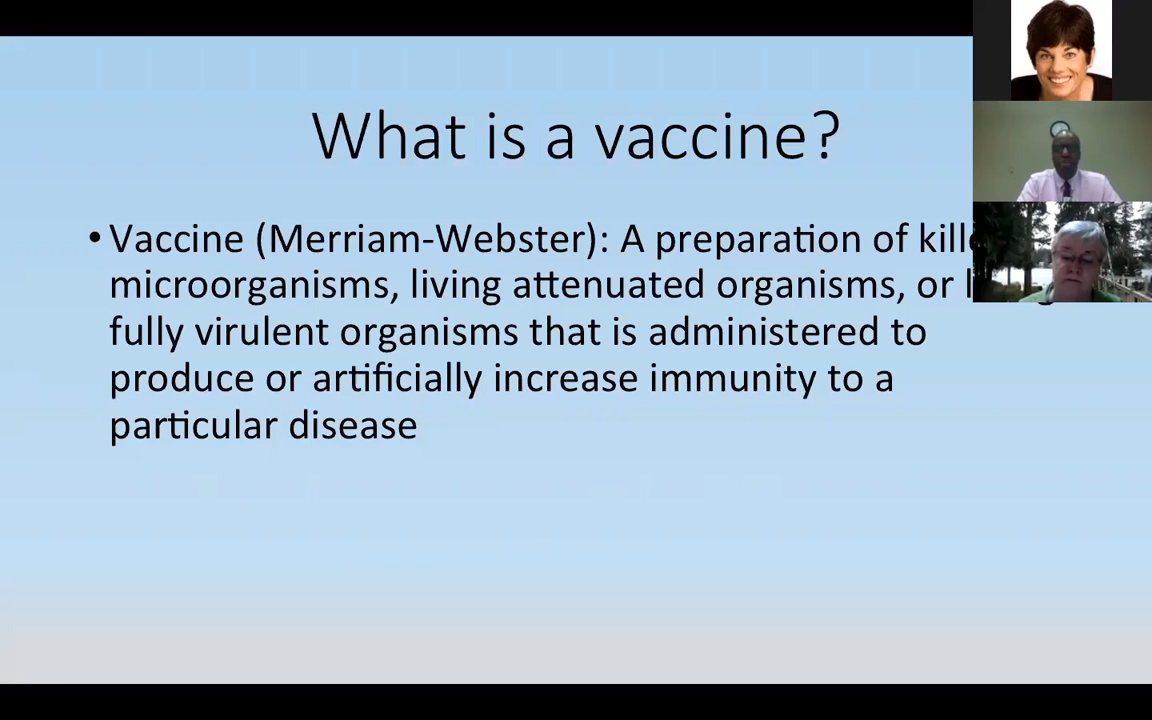 What is a vaccine?
• Vaccine (Merriam-Webster): A preparation of
microorganisms, living attenuated organisms, or
fully virulent organisms that is administered to
produce or artificially increase immunity to a
particular disease